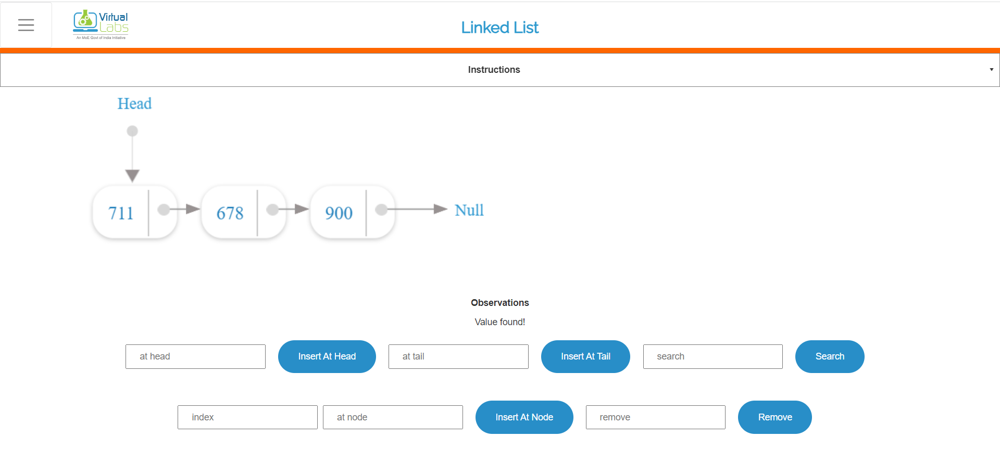 Virtual
Labs
An MoE Govt of India Initiative
Linked List
Instructions
Head
711 678 900 Null
Observations
Value found!
at head Insert At Head at tail Insert At Tail search Search
index at node Insert At Node remove Remove